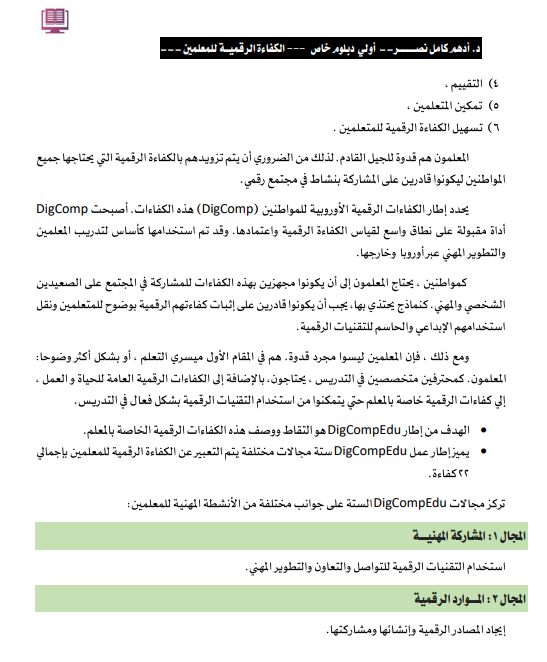 د. أدهم كامل نصـــــر-- أولي دبلوم خاص --- الكفاءة الرقميـة للمعلمين ---
٤) التقييم ،
٥) تمكين المتعلمين ،
٦) تسهيل الكفاءة الرقمية للمتعلمين .
المعلمون هم قدوة للجيل القادم. لذلك من الضروري أن يتم تزويدهم بالكفاءة الرقمية التي يحتاجها جميع
المواطنين ليكونوا قادرين على المشاركة بنشاط في مجتمع رقمي.
يحدد إطار الكفاءات الرقمية الأوروبية للمواطنين (DigComp) هذه الكفاءات. أصبحت DigComp
أداة مقبولة على نطاق واسع لقياس الكفاءة الرقمية واعتمادها. وقد تم استخدامها كأساس لتدريب المعلمين
والتطوير المهني عبر أوروبا وخارجها.
كمواطنين ، يحتاج المعلمون إلى أن يكونوا مجهزين بهذه الكفاءات للمشاركة في المجتمع على الصعيدين
الشخصي والمهني. كنماذج يحتذي بها، يجب أن يكونوا قادرين على إثبات كفاءتهم الرقمية بوضوح للمتعلمين ونقل
استخدامهم الإبداعي والحاسم للتقنيات الرقمية.
ومع ذلك ، فإن المعلمين ليسوا مجرد قدوة. هم في المقام الأول ميسري التعلم ، أو بشكل أكثر وضوحا:
المعلمون. كمحترفين متخصصين في التدريس ، يحتاجون، بالإضافة إلى الكفاءات الرقمية العامة للحياة و العمل ،
إلي كفاءات رقمية خاصة بالمعلم حتي يتمكنوا من استخدام التقنيات الرقمية بشكل فعال في التدريس.
• الهدف من إطار DigCompEdu هو التقاط ووصف هذه الكفاءات الرقمية الخاصة بالمعلم.
• يميز إطار عمل DigCompEdu ستة مجالات مختلفة يتم التعبير عن الكفاءة الرقمية للمعلمين بإجمالي
٢٢ كفاءة.
تركز مجالات DigCompEdu الستة على جوانب مختلفة من الأنشطة المهنية للمعلمين:
المجال ١: المشاركة المهنيـــة
استخدام التقنيات الرقمية للتواصل والتعاون والتطوير المهني.
المجال ٢: المــوارد الرقمية
إيجاد المصادر الرقمية وإنشائها ومشاركتها.